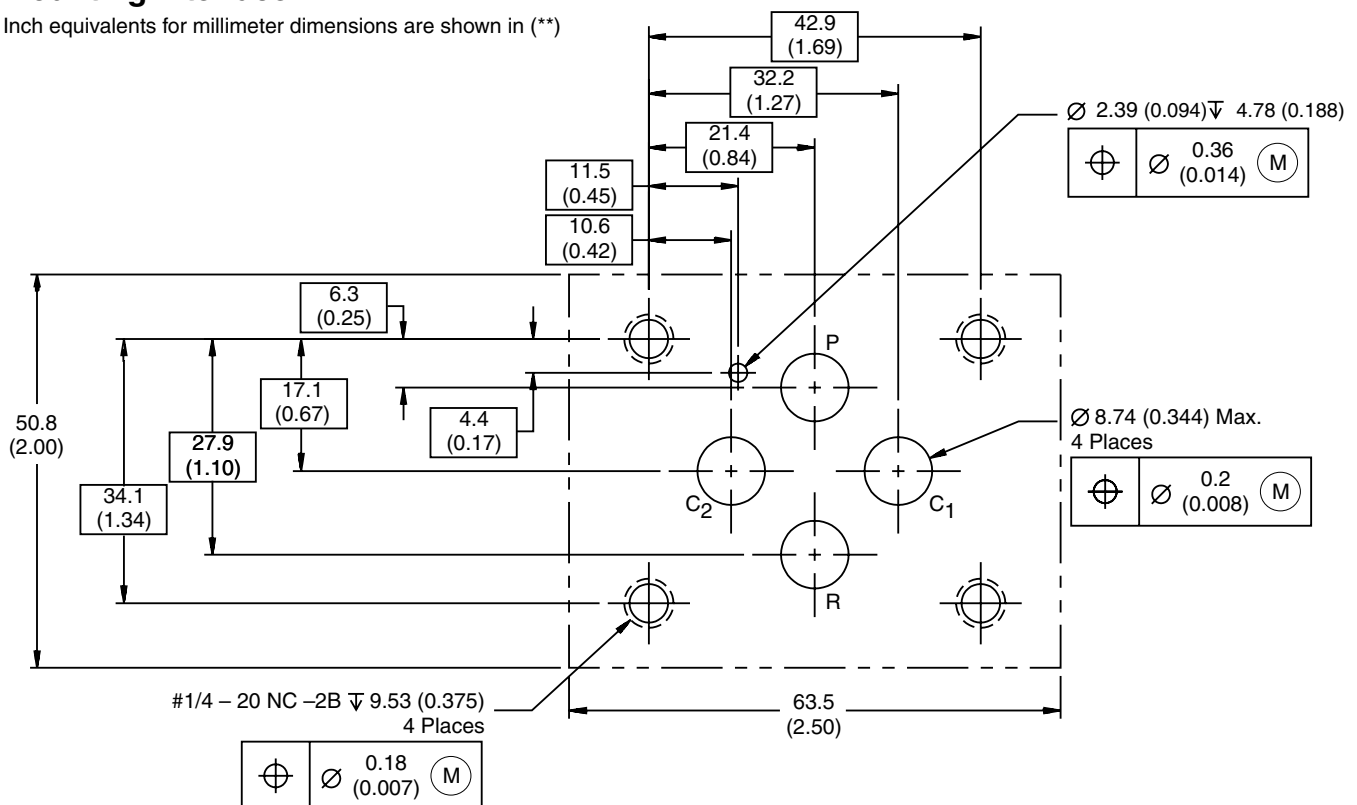 Inch equivalents for millimeter dimensions are shown in (**)
42.9
(1.69)
32.2
(1.27)
Ø 2.39 (0.094)↧ 4.78 (0.188)
21.4
(0.84)
⌖ Ø 0.36
(0.014) Ⓜ
11.5
(0.45)
10.6
(0.42)
6.3
(0.25)
P
17.1
(0.67)
4.4
(0.17)
50.8
(2.00)
27.9
(1.10)
Ø 8.74 (0.344) Max.
4 Places
34.1
(1.34)
C2
C1
⌖ Ø 0.2
(0.008) Ⓜ
R
#1/4 – 20 NC –2B ↧ 9.53 (0.375)
4 Places
63.5
(2.50)
⌖ Ø 0.18
(0.007) Ⓜ